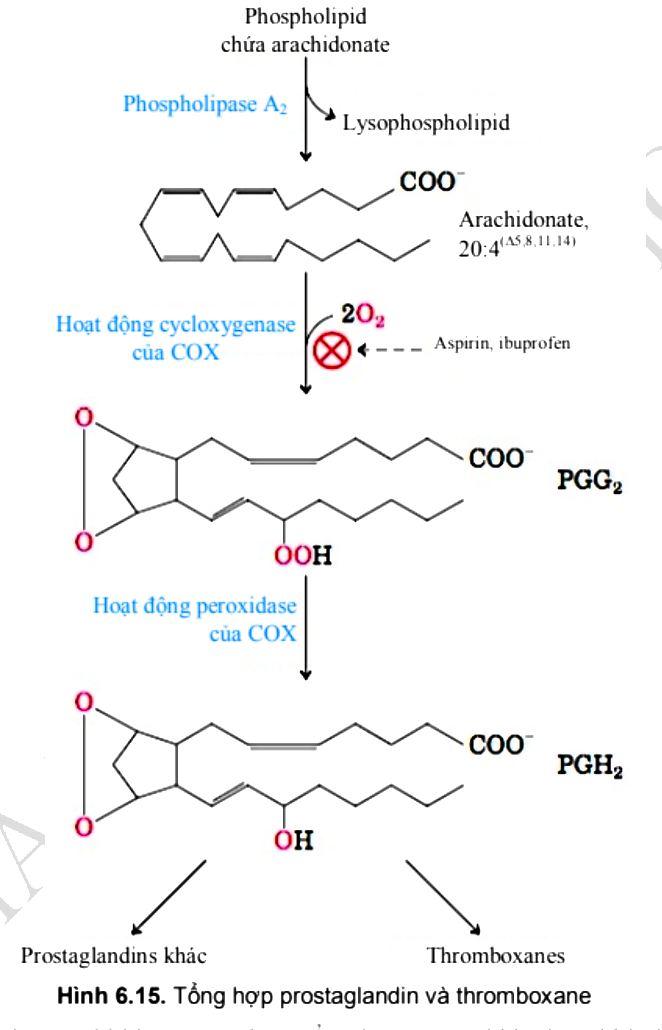 Phospholipid
chứa arachidonate
Phospholipase A₂
Lysophospholipid
COO⁻
Arachidonate,
20:4⁽Δ5,8,11,14⁾
Hoạt động cycloxygenase
của COX
2O₂
Aspirin, ibuprofen
O
COO⁻
PGG₂
O
OOH
Hoạt động peroxidase
của COX
O
COO⁻
PGH₂
O
OH
Prostaglandins khác
Thromboxanes
Hình 6.15. Tổng hợp prostaglandin và thromboxane